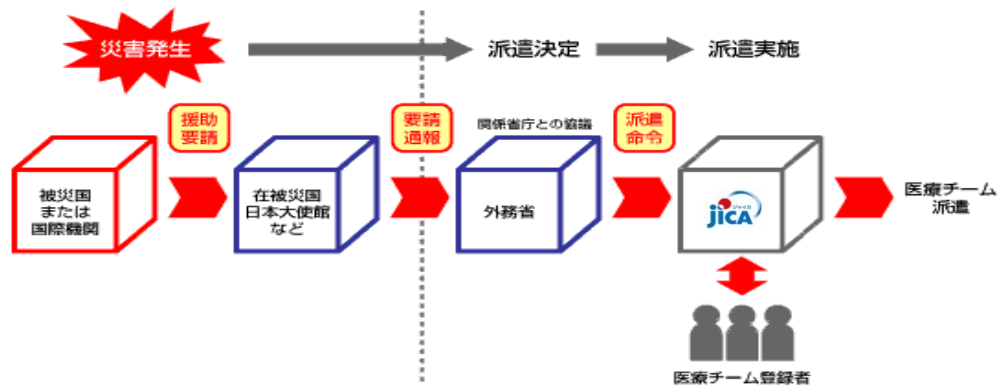 災害発生
派遣決定
派遣実施
援助
要請
要請
通報
関係省庁との協議
派遣
命令
被災国
または
国際機関
在被災国
日本大使館
など
外務省
ジャイカ
jICA
医療チーム
派遣
医療チーム登録者